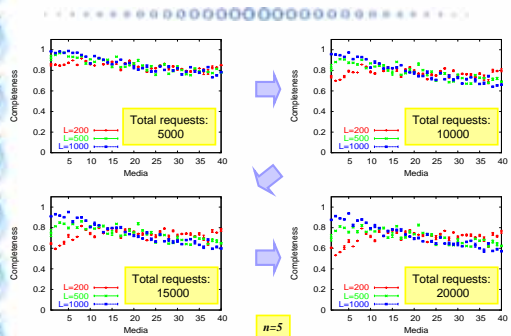 1
0.8
0.6
0.4
0.2
0
Completeness
L=200
L=500
L=1000
Total requests:
5000
5 10 15 20 25 30 35 40
Media
1
0.8
0.6
0.4
0.2
0
Completeness
L=200
L=500
L=1000
Total requests:
10000
5 10 15 20 25 30 35 40
Media
1
0.8
0.6
0.4
0.2
0
Completeness
L=200
L=500
L=1000
Total requests:
15000
5 10 15 20 25 30 35 40
Media
1
0.8
0.6
0.4
0.2
0
Completeness
L=200
L=500
L=1000
Total requests:
20000
5 10 15 20 25 30 35 40
Media
n=5